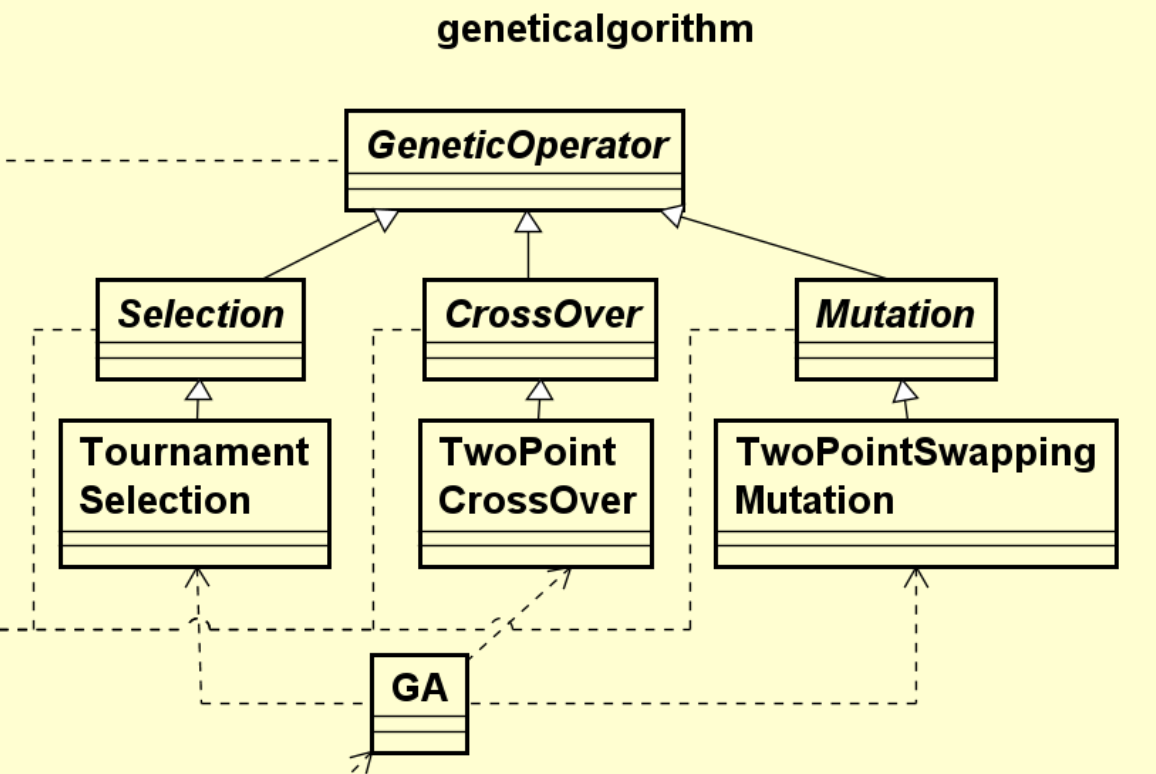 geneticalgorithm
GeneticOperator
Selection
CrossOver
Mutation
Tournament
Selection
TwoPoint
CrossOver
TwoPointSwapping
Mutation
GA